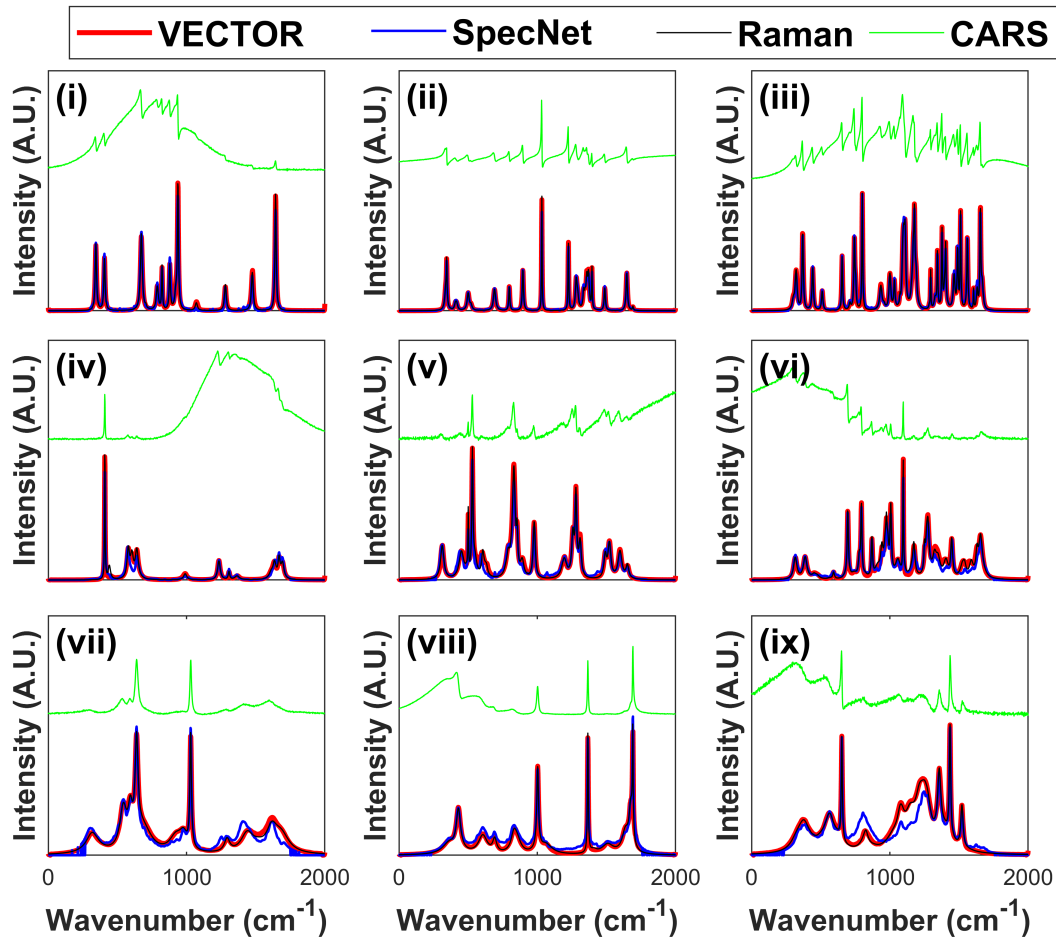 VECTOR SpecNet Raman CARS
(i) (ii) (iii)
Intensity (A.U.) Intensity (A.U.) Intensity (A.U.)
(iv) (v) (vi)
Intensity (A.U.) Intensity (A.U.) Intensity (A.U.)
(vii) (viii) (ix)
Intensity (A.U.) Intensity (A.U.) Intensity (A.U.)
0 1000 2000 0 1000 2000 0 1000 2000
Wavenumber (cm⁻¹) Wavenumber (cm⁻¹) Wavenumber (cm⁻¹)